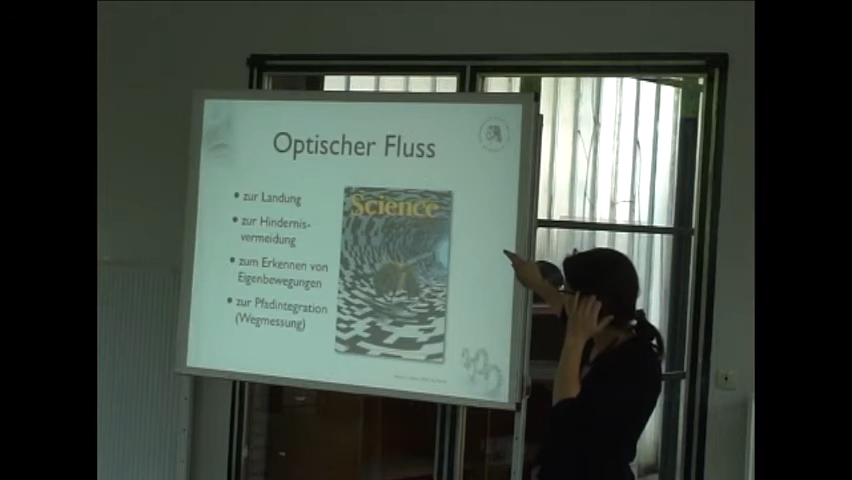 Optischer Fluss
• zur Landung
• zur Hindernis-
vermeidung
• zum Erkennen von
Eigenbewegungen
• zur Pfadintegration
(Wegmessung)
Science